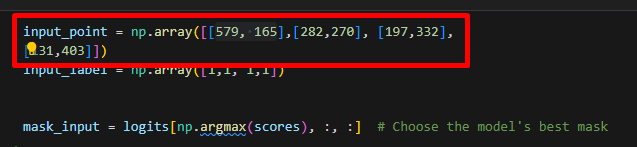 input_point = np.array([[579, 165],[282,270], [197,332],
31,403]])
input_label = np.array([1,1, 1,1])
mask_input = logits[np.argmax(scores), :, :]  # Choose the model's best mask